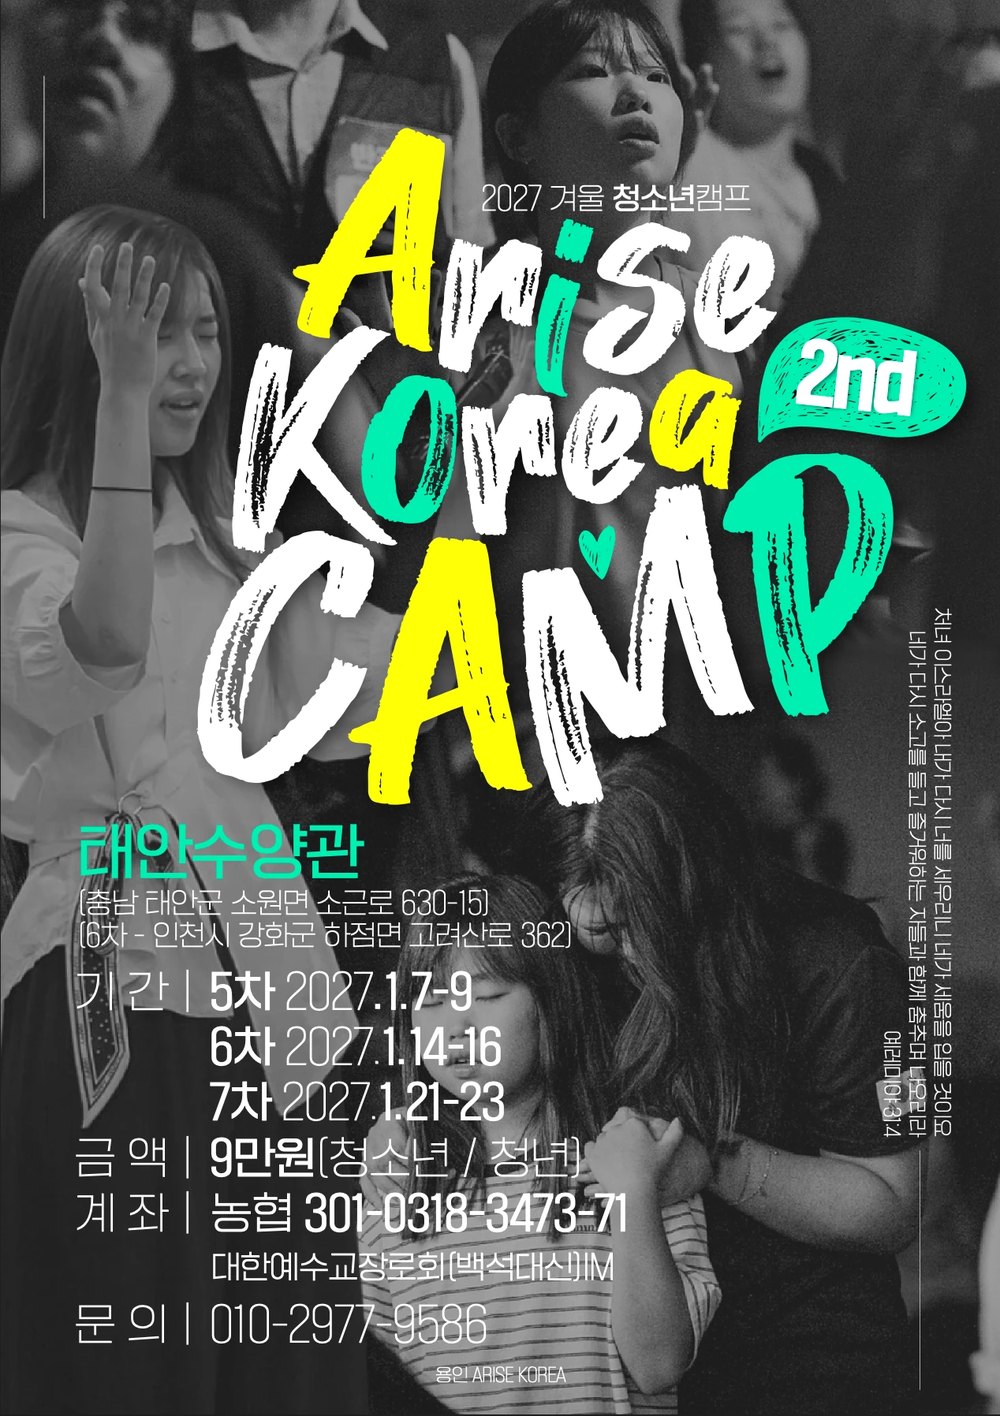 2027 겨울 청소년캠프
Arise
Korea
2nd
CAMP
처녀 이스라엘아 내가 다시 너를 세우리니 네가 세움을 입을 것이요
네가 다시 소고를 들고 즐거워하는 자들과 함께 춤추며 나오리라
예레미야31:4
태안수양관
(충남 태안군 소원면 소근로 630-15)
(6차 - 인천시 강화군 하점면 고려산로 362)
기 간 | 5차 2027.1.7-9
6차 2027.1.14-16
7차 2027.1.21-23
금 액 | 9만원(청소년 / 청년)
계 좌 | 농협 301-0318-3473-71
대한예수교장로회(백석대신)IM
문 의 | 010-2977-9586
용인 ARISE KOREA